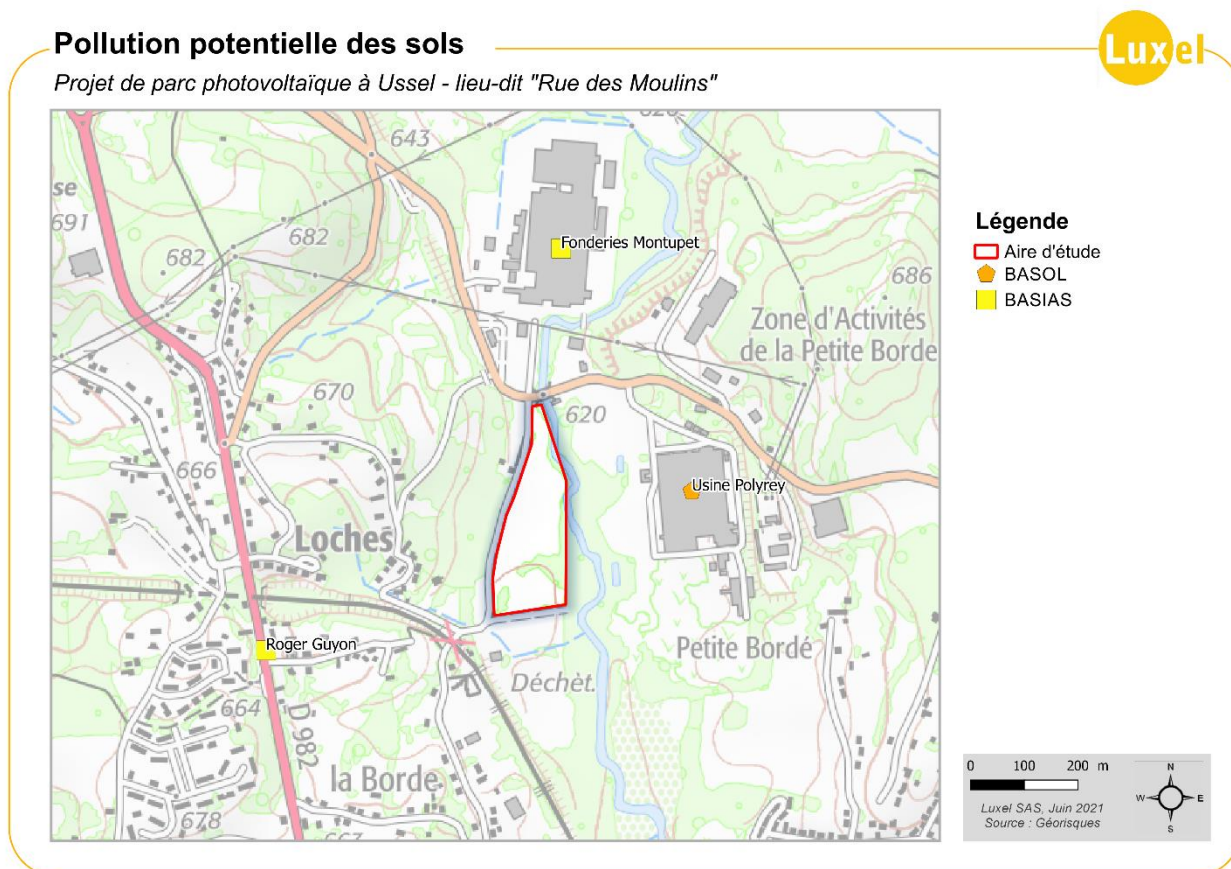 Pollution potentielle des sols
Projet de parc photovoltaïque à Ussel - lieu-dit "Rue des Moulins"
Luxel
643
se
691
682
682
Fonderies Montupet
686
Zone d'Activités
de la Petite Borde
670
620
666
Usine Polyrey
Loches
Roger Guyon
Petite Bordé
Déchèt.
664
D 982
la Borde
678
Légende
Aire d'étude
BASOL
BASIAS
0 100 200 m
Luxel SAS, Juin 2021
Source : Géorisques
N
W E
S